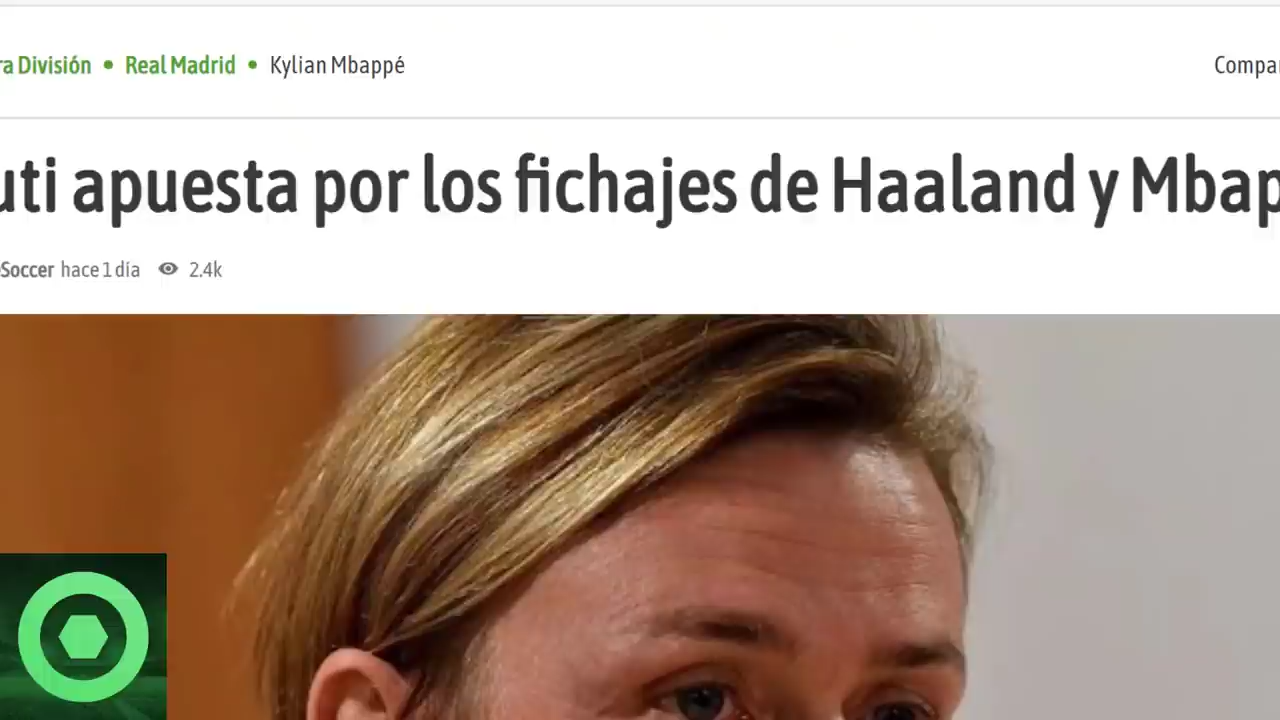 ra División • Real Madrid • Kylian Mbappé
Compar
uti apuesta por los fichajes de Haaland y Mbap
Soccer hace 1 día 2.4k